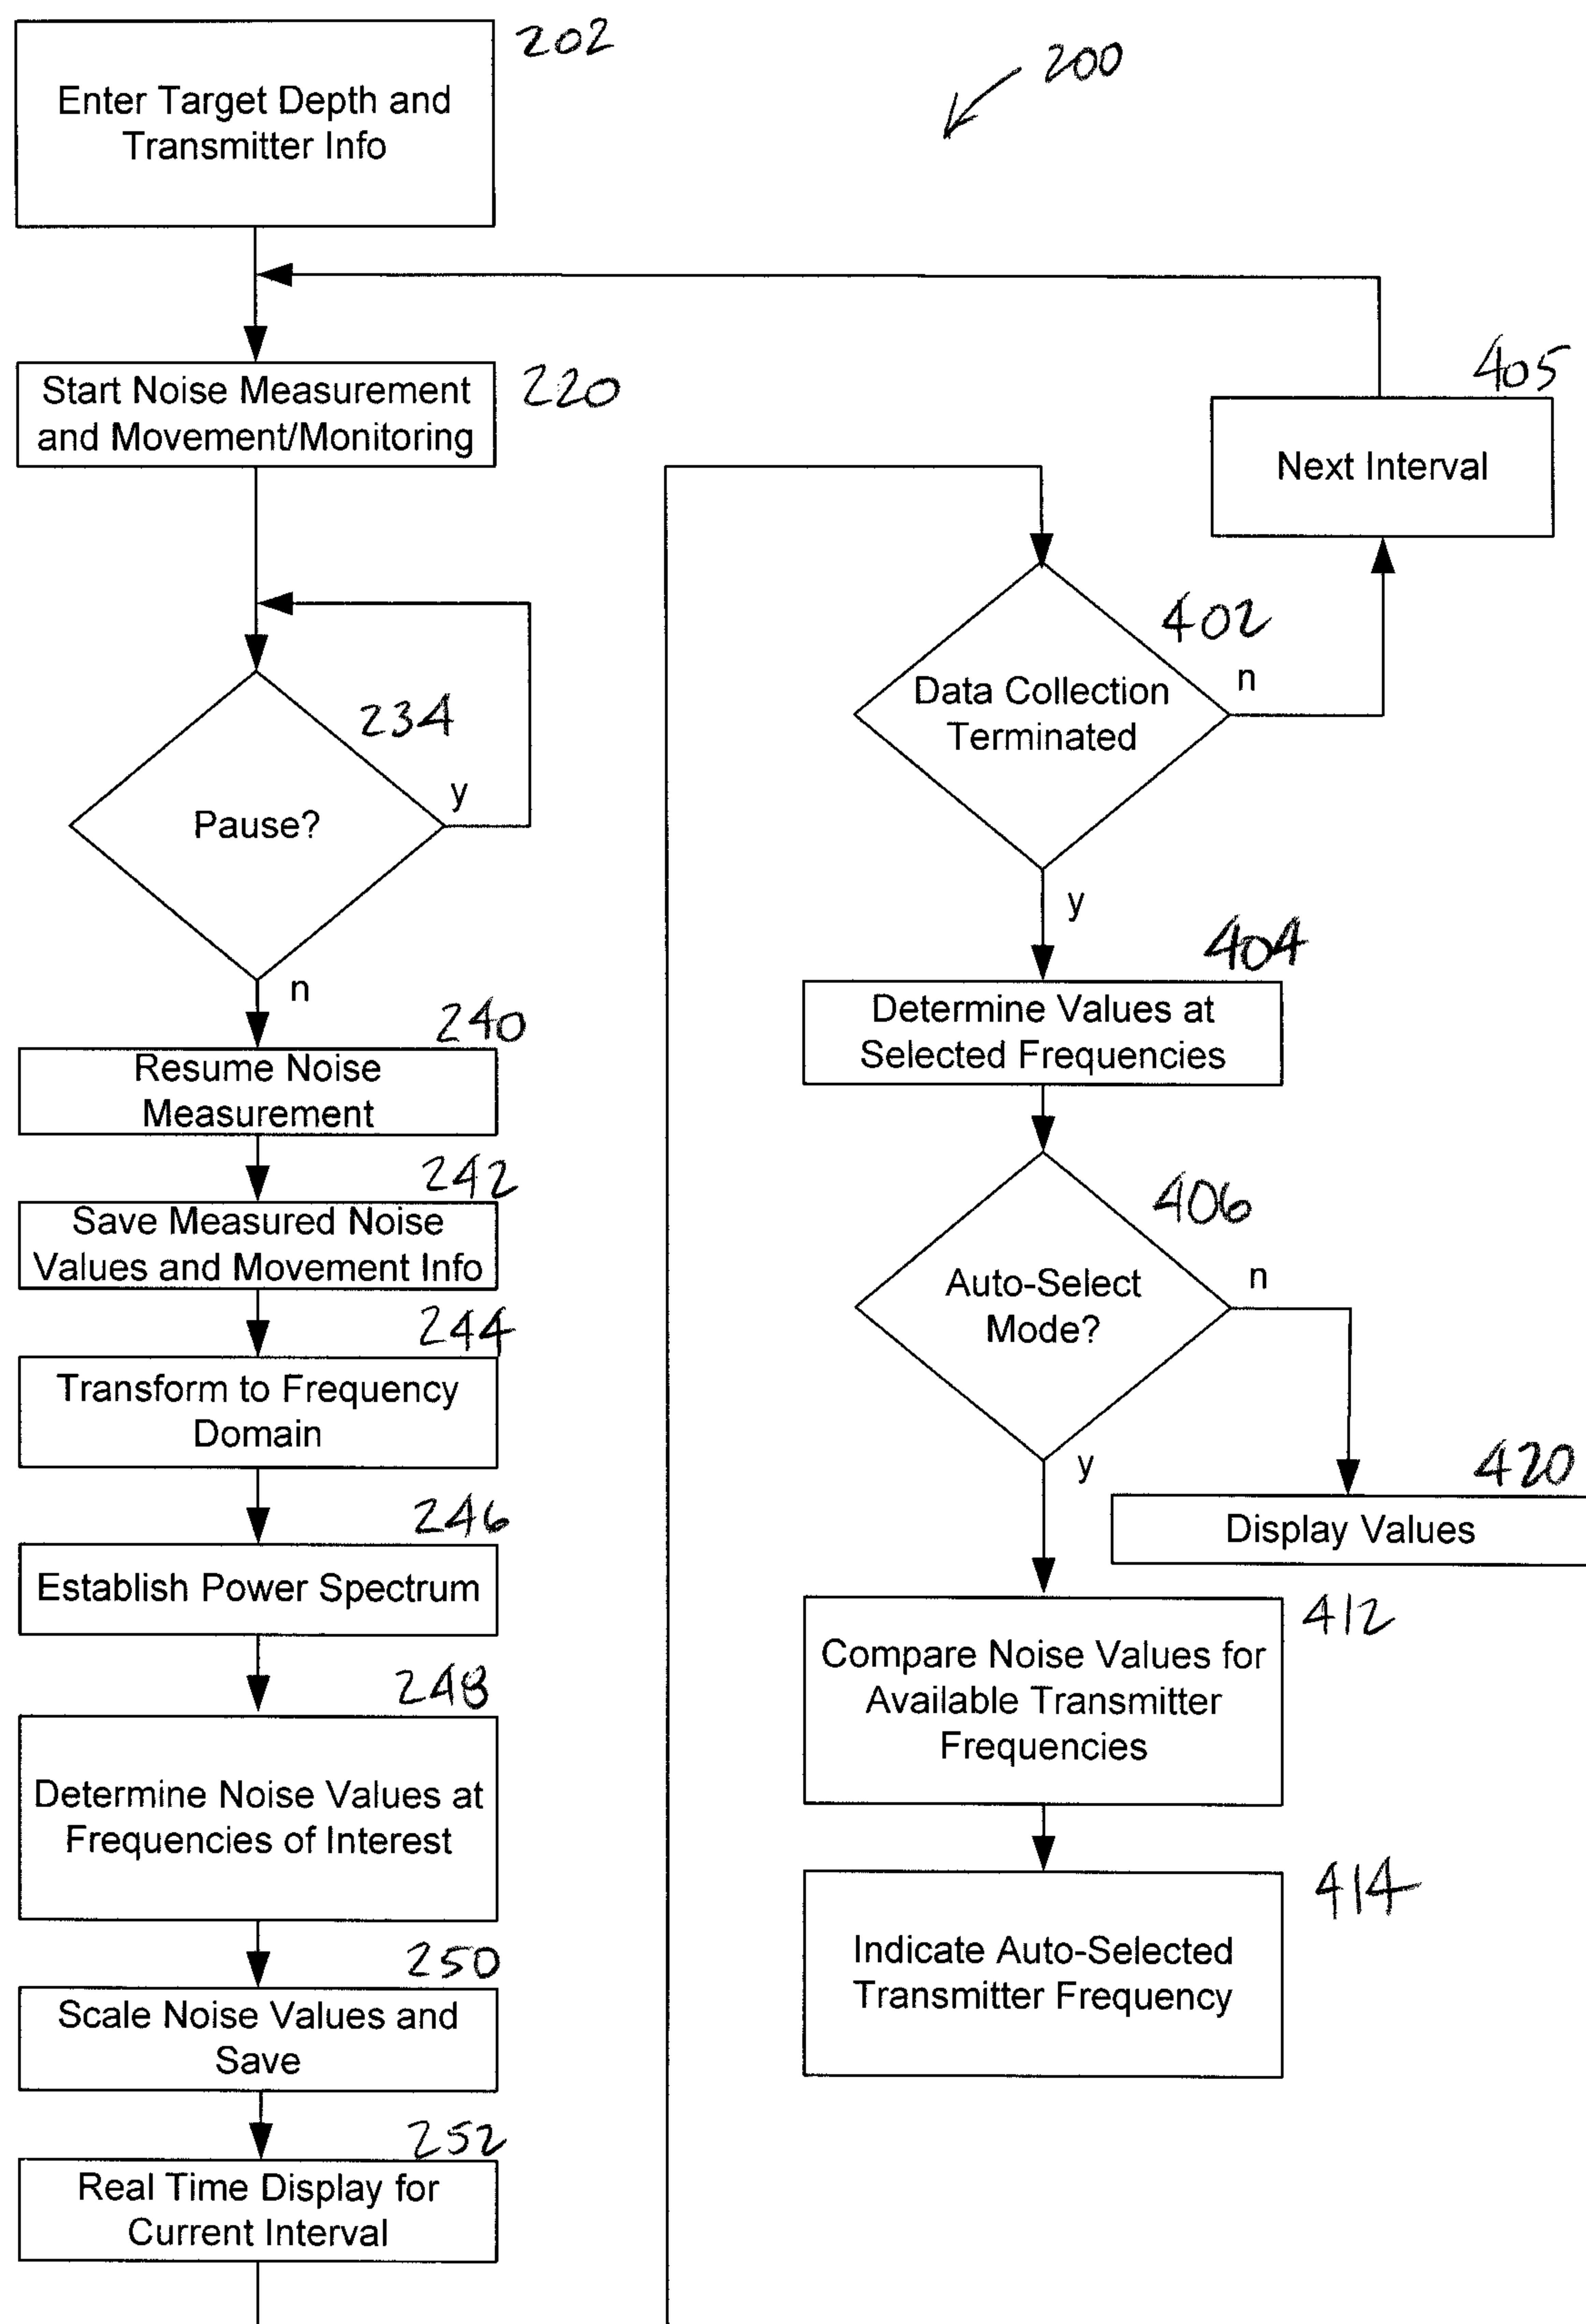 202
Enter Target Depth and
Transmitter Info
200
220
Start Noise Measurement
and Movement/Monitoring
234
Pause?
y
n
240
Resume Noise
Measurement
242
Save Measured Noise
Values and Movement Info
244
Transform to Frequency
Domain
246
Establish Power Spectrum
248
Determine Noise Values at
Frequencies of Interest
250
Scale Noise Values and
Save
252
Real Time Display for
Current Interval
405
Next Interval
402
Data Collection
Terminated
n
y
404
Determine Values at
Selected Frequencies
406
Auto-Select
Mode?
n
y
420
Display Values
412
Compare Noise Values for
Available Transmitter
Frequencies
414
Indicate Auto-Selected
Transmitter Frequency